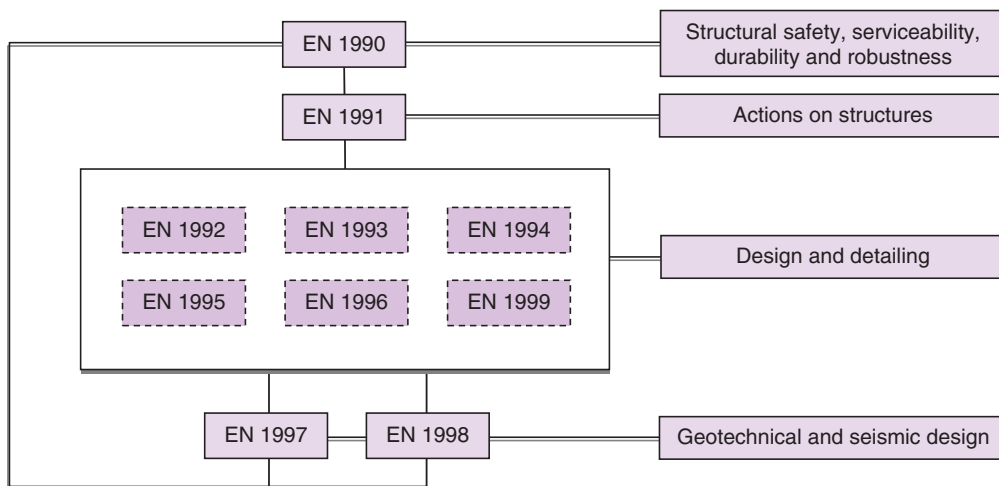 EN 1990
Structural safety, serviceability,
durability and robustness
EN 1991
Actions on structures
EN 1992
EN 1993
EN 1994
Design and detailing
EN 1995
EN 1996
EN 1999
EN 1997
EN 1998
Geotechnical and seismic design